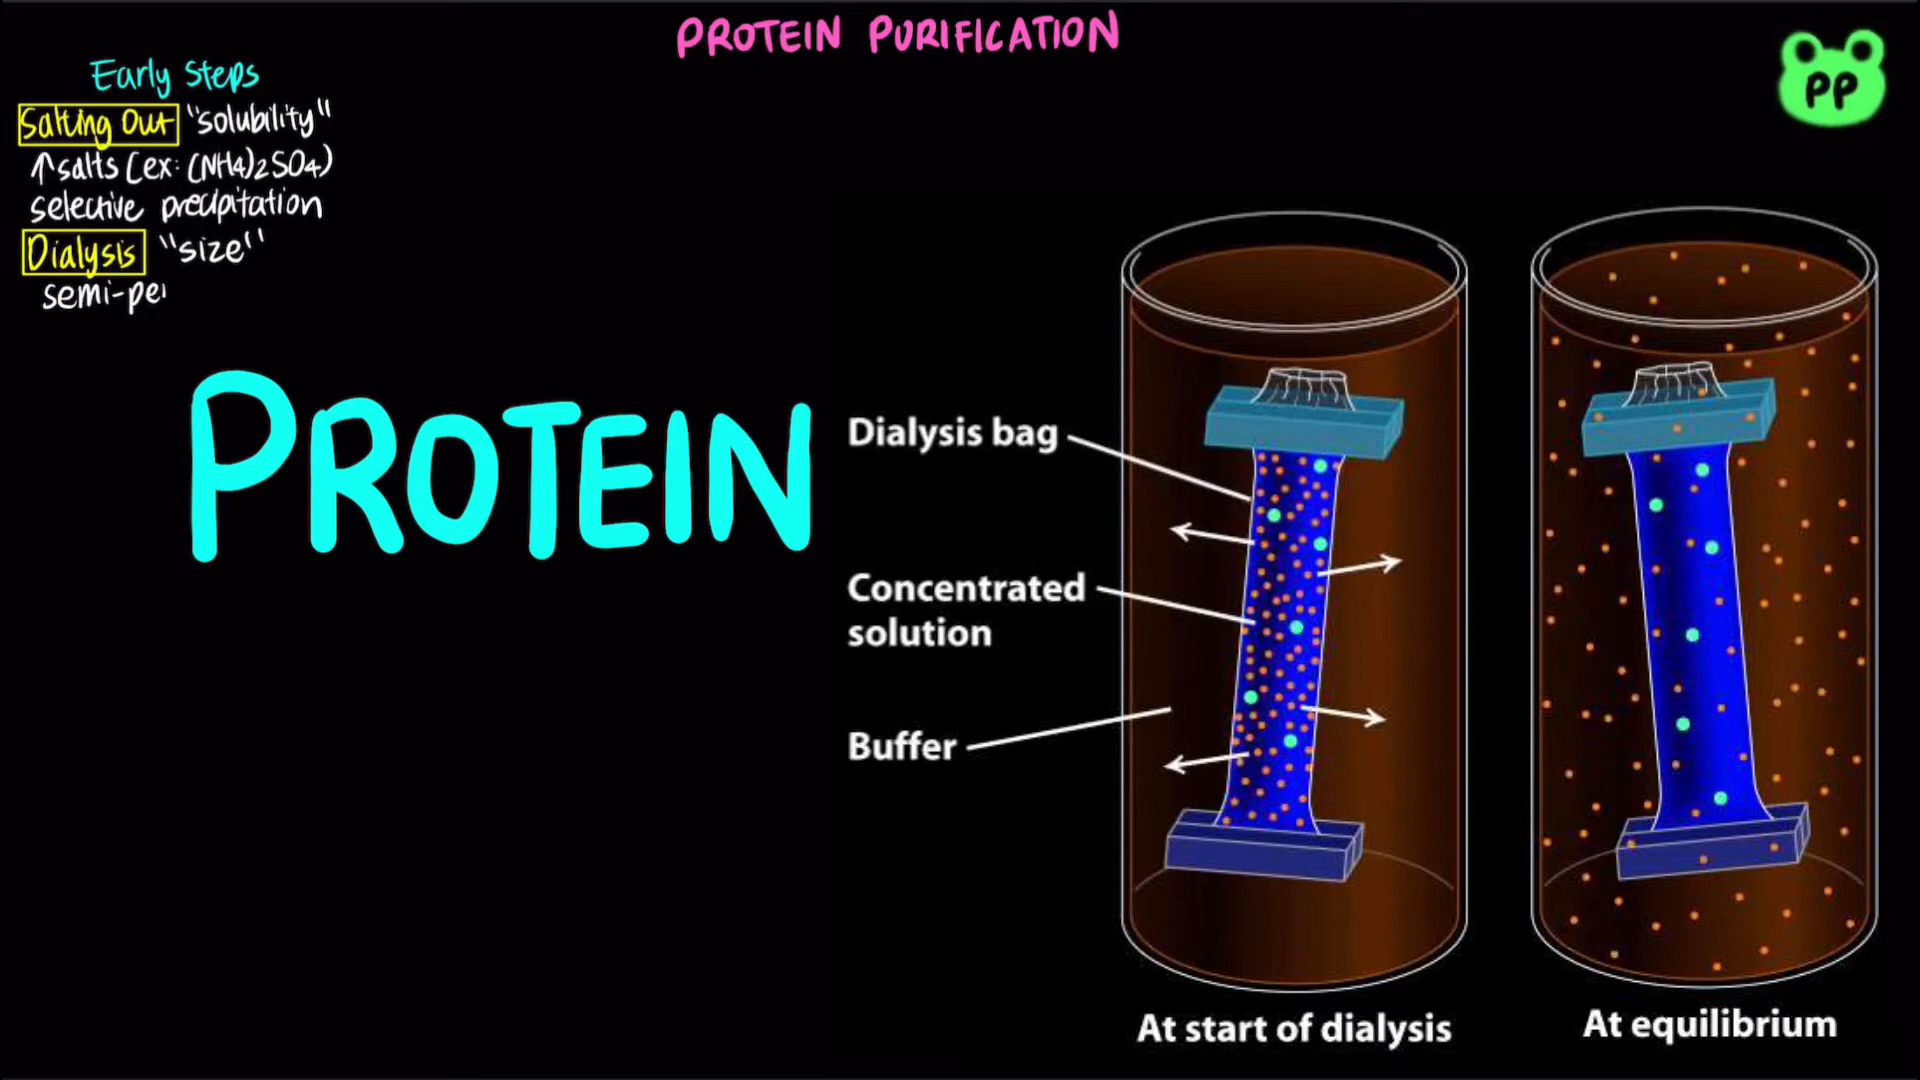 PROTEIN PURIFICATION
PP
Early Steps
Salting Out "solubility"
↑salts (ex: (NH4)2SO4)
selective precipitation
Dialysis "size"
semi-per
PROTEIN
Dialysis bag
Concentrated
solution
Buffer
At start of dialysis
At equilibrium